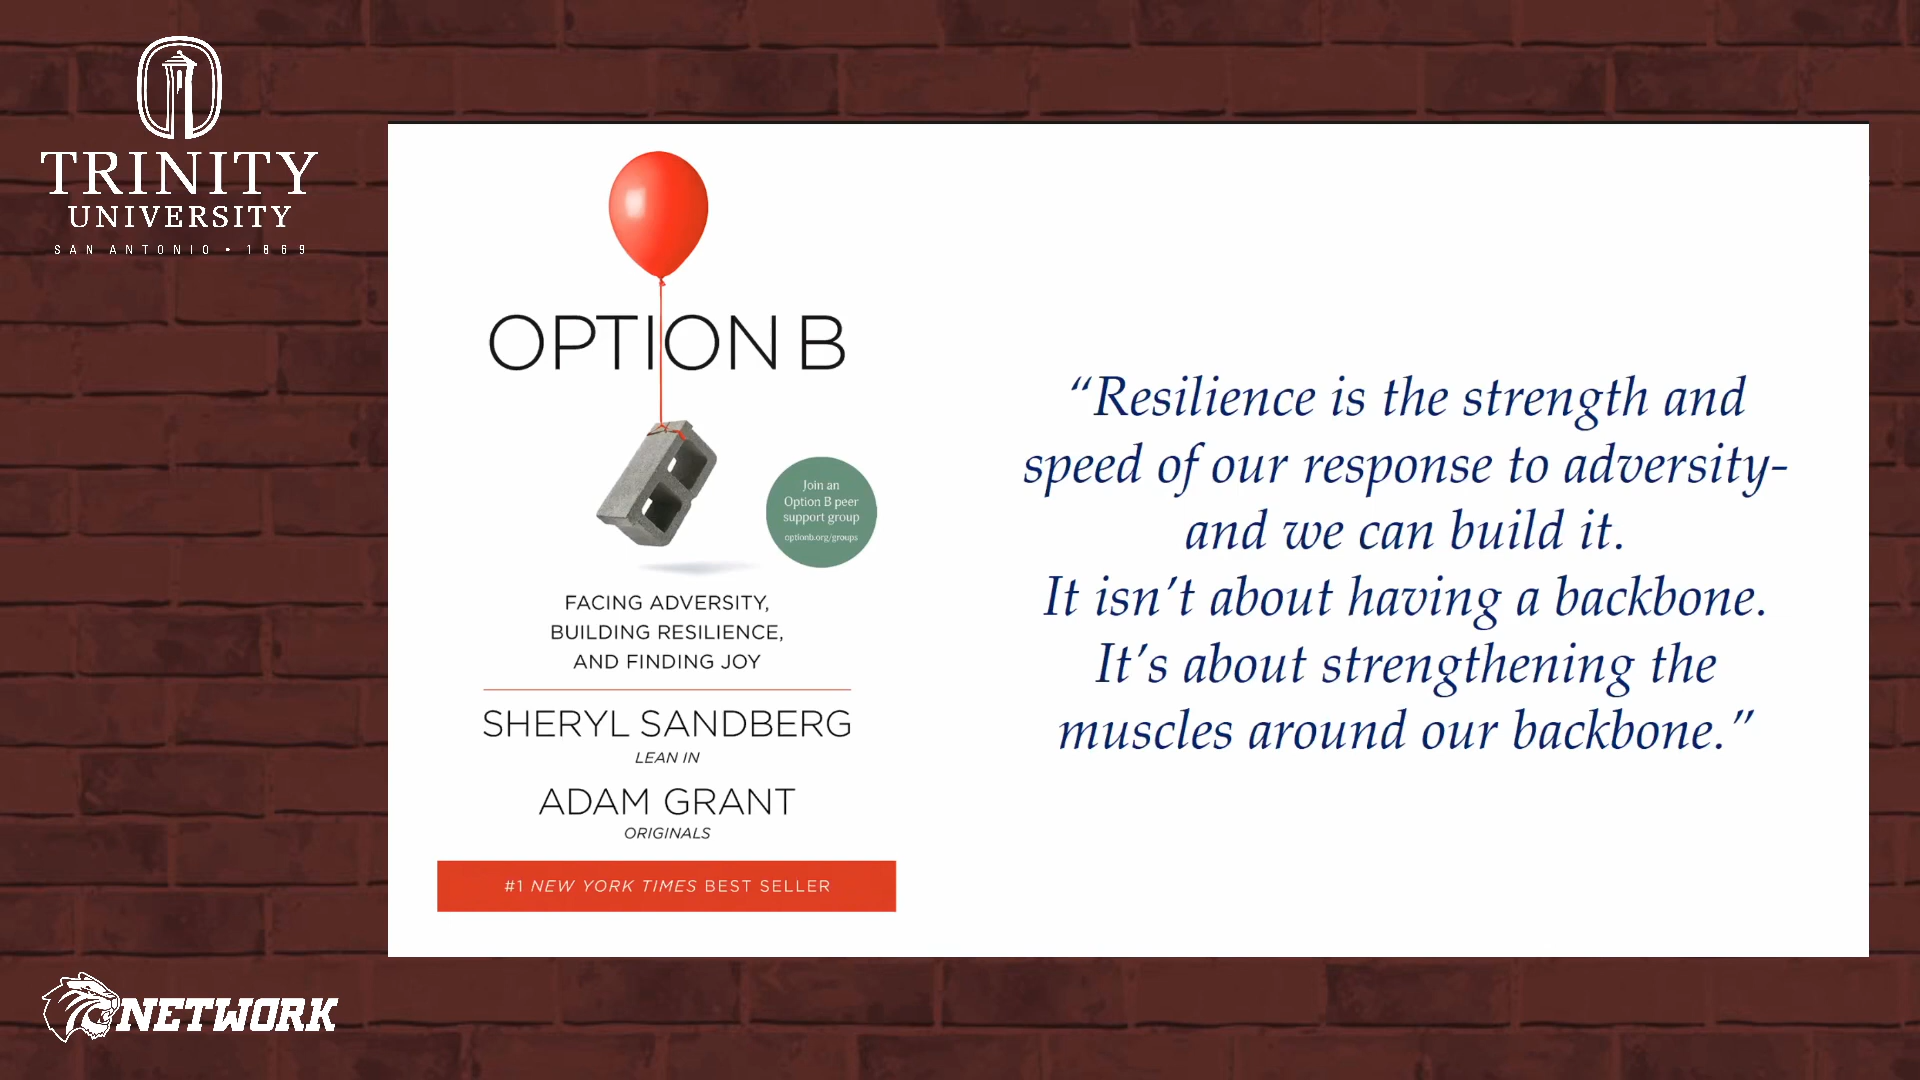 TRINITY
UNIVERSITY
SAN ANTONIO • 1869
OPTION B
Join an
Option B peer
support group
optionb.org/groups
FACING ADVERSITY,
BUILDING RESILIENCE,
AND FINDING JOY
SHERYL SANDBERG
LEAN IN
ADAM GRANT
ORIGINALS
#1 NEW YORK TIMES BEST SELLER
“Resilience is the strength and
speed of our response to adversity-
and we can build it.
It isn’t about having a backbone.
It’s about strengthening the
muscles around our backbone.”
NETWORK